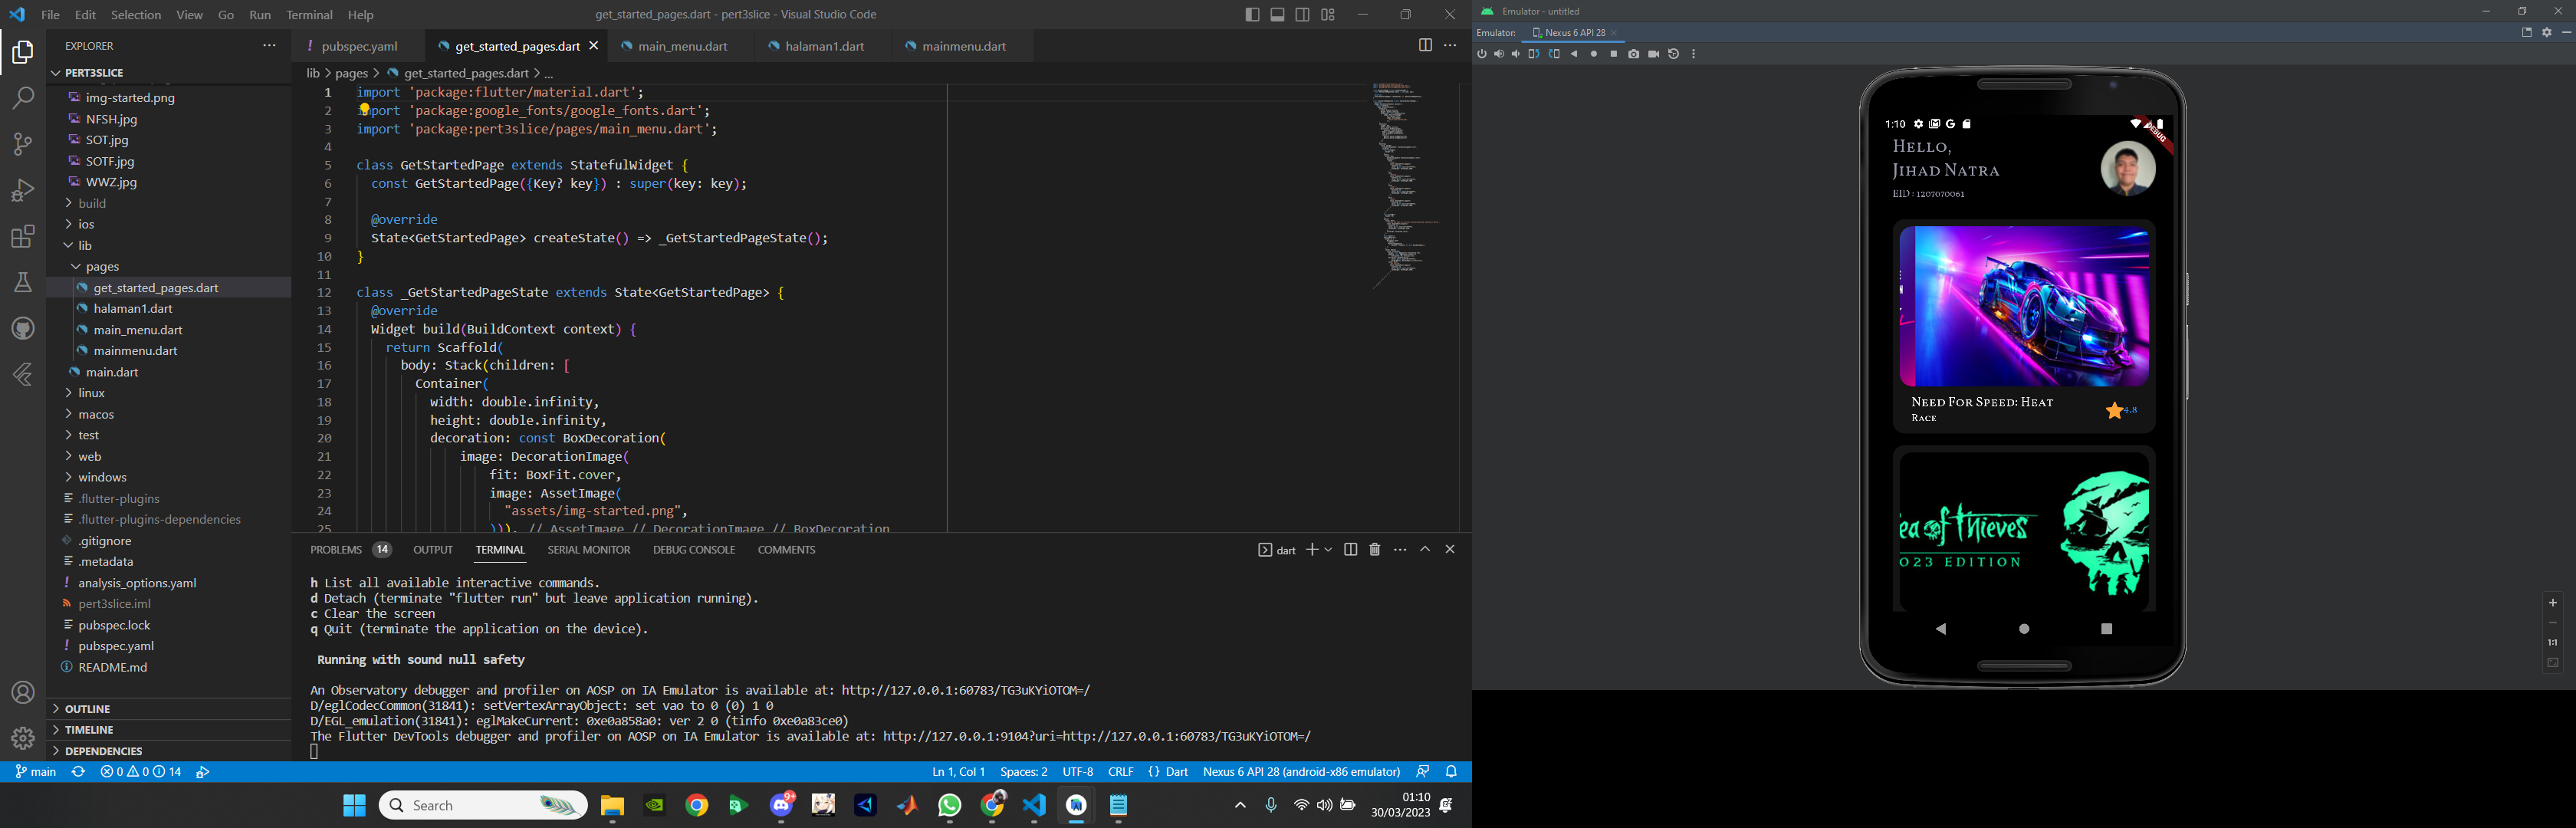 File Edit Selection View Go Run Terminal Help
get_started_pages.dart - pert3slice - Visual Studio Code
EXPLORER
PERT3SLICE
img-started.png
NFSH.jpg
SOT.jpg
SOTF.jpg
WWZ.jpg
build
ios
lib
pages
get_started_pages.dart
halaman1.dart
main_menu.dart
mainmenu.dart
main.dart
linux
macos
test
web
windows
.flutter-plugins
.flutter-plugins-dependencies
.gitignore
.metadata
analysis_options.yaml
pert3slice.iml
pubspec.lock
pubspec.yaml
README.md
OUTLINE
TIMELINE
DEPENDENCIES
pubspec.yaml get_started_pages.dart main_menu.dart halaman1.dart mainmenu.dart
lib > pages > get_started_pages.dart > ...
1 import 'package:flutter/material.dart';
2 import 'package:google_fonts/google_fonts.dart';
3 import 'package:pert3slice/pages/main_menu.dart';
4
5 class GetStartedPage extends StatefulWidget {
6 const GetStartedPage({Key? key}) : super(key: key);
7
8 @override
9 State<GetStartedPage> createState() => _GetStartedPageState();
10 }
11
12 class _GetStartedPageState extends State<GetStartedPage> {
13 @override
14 Widget build(BuildContext context) {
15 return Scaffold(
16 body: Stack(children: [
17 Container(
18 width: double.infinity,
19 height: double.infinity,
20 decoration: const BoxDecoration(
21 image: DecorationImage(
22 fit: BoxFit.cover,
23 image: AssetImage(
24 "assets/img-started.png",
25 ))), // AssetImage // DecorationImage // BoxDecoration
PROBLEMS 14 OUTPUT TERMINAL SERIAL MONITOR DEBUG CONSOLE COMMENTS
dart
h List all available interactive commands.
d Detach (terminate "flutter run" but leave application running).
c Clear the screen
q Quit (terminate the application on the device).
Running with sound null safety
An Observatory debugger and profiler on AOSP on IA Emulator is available at: http://127.0.0.1:60783/TG3uKYiOTOM=/
D/eglCodecCommon(31841): setVertexArrayObject: set vao to 0 (0) 1 0
D/EGL_emulation(31841): eglMakeCurrent: 0xe0a858a0: ver 2 0 (tinfo 0xe0a83ce0)
The Flutter DevTools debugger and profiler on AOSP on IA Emulator is available at: http://127.0.0.1:9104?uri=http://127.0.0.1:60783/TG3uKYiOTOM=/
main 0 0 14
Ln 1, Col 1 Spaces: 2 UTF-8 CRLF {} Dart Nexus 6 API 28 (android-x86 emulator)
Search
9+
01:10
30/03/2023
Emulator - untitled
Emulator: Nexus 6 API 28
1:10
DEBUG
Hello,
Jihad Natra
EID : 1207070061
Need For Speed: Heat
Race
4.8
ea of Thieves
023 EDITION
1:1